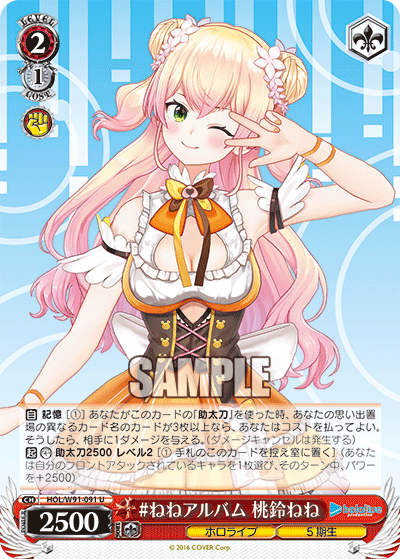 LEVEL
2
1
COST
SAMPLE
自 記憶 [①] あなたがこのカードの『助太刀』を使った時、あなたの思い出置
場の異なるカード名のカードが3枚以上なら、あなたはコストを払ってよい。
そうしたら、相手に1ダメージを与える。(ダメージキャンセルは発生する)
起 助太刀2500 レベル2 [① 手札のこのカードを控え室に置く] (あなた
は自分のフロントアタックされているキャラを1枚選び、そのターン中、パワー
を+2500)
CH HOL/W91-091 U
2500
#ねねアルバム 桃鈴ねね
hololive
ホロライブ
5期生
© 2016 COVER Corp.